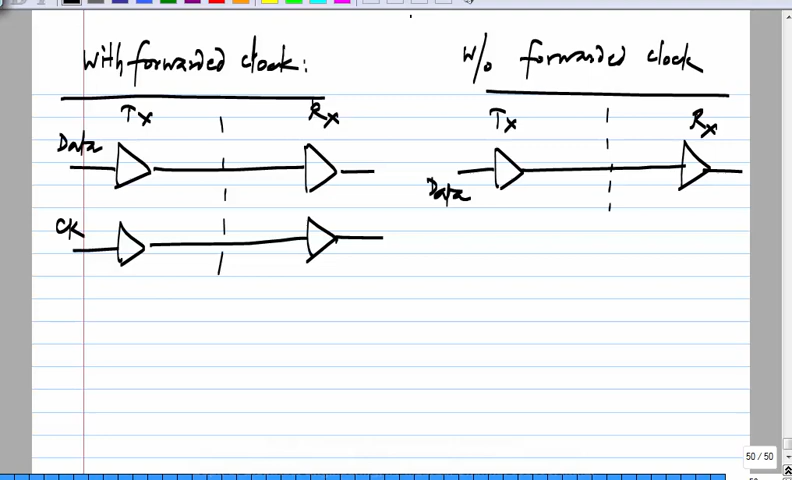 With forwarded clock:
W/o forwarded clock
Tx
Rx
Tx
Rx
Data
Data
CK
50 / 50